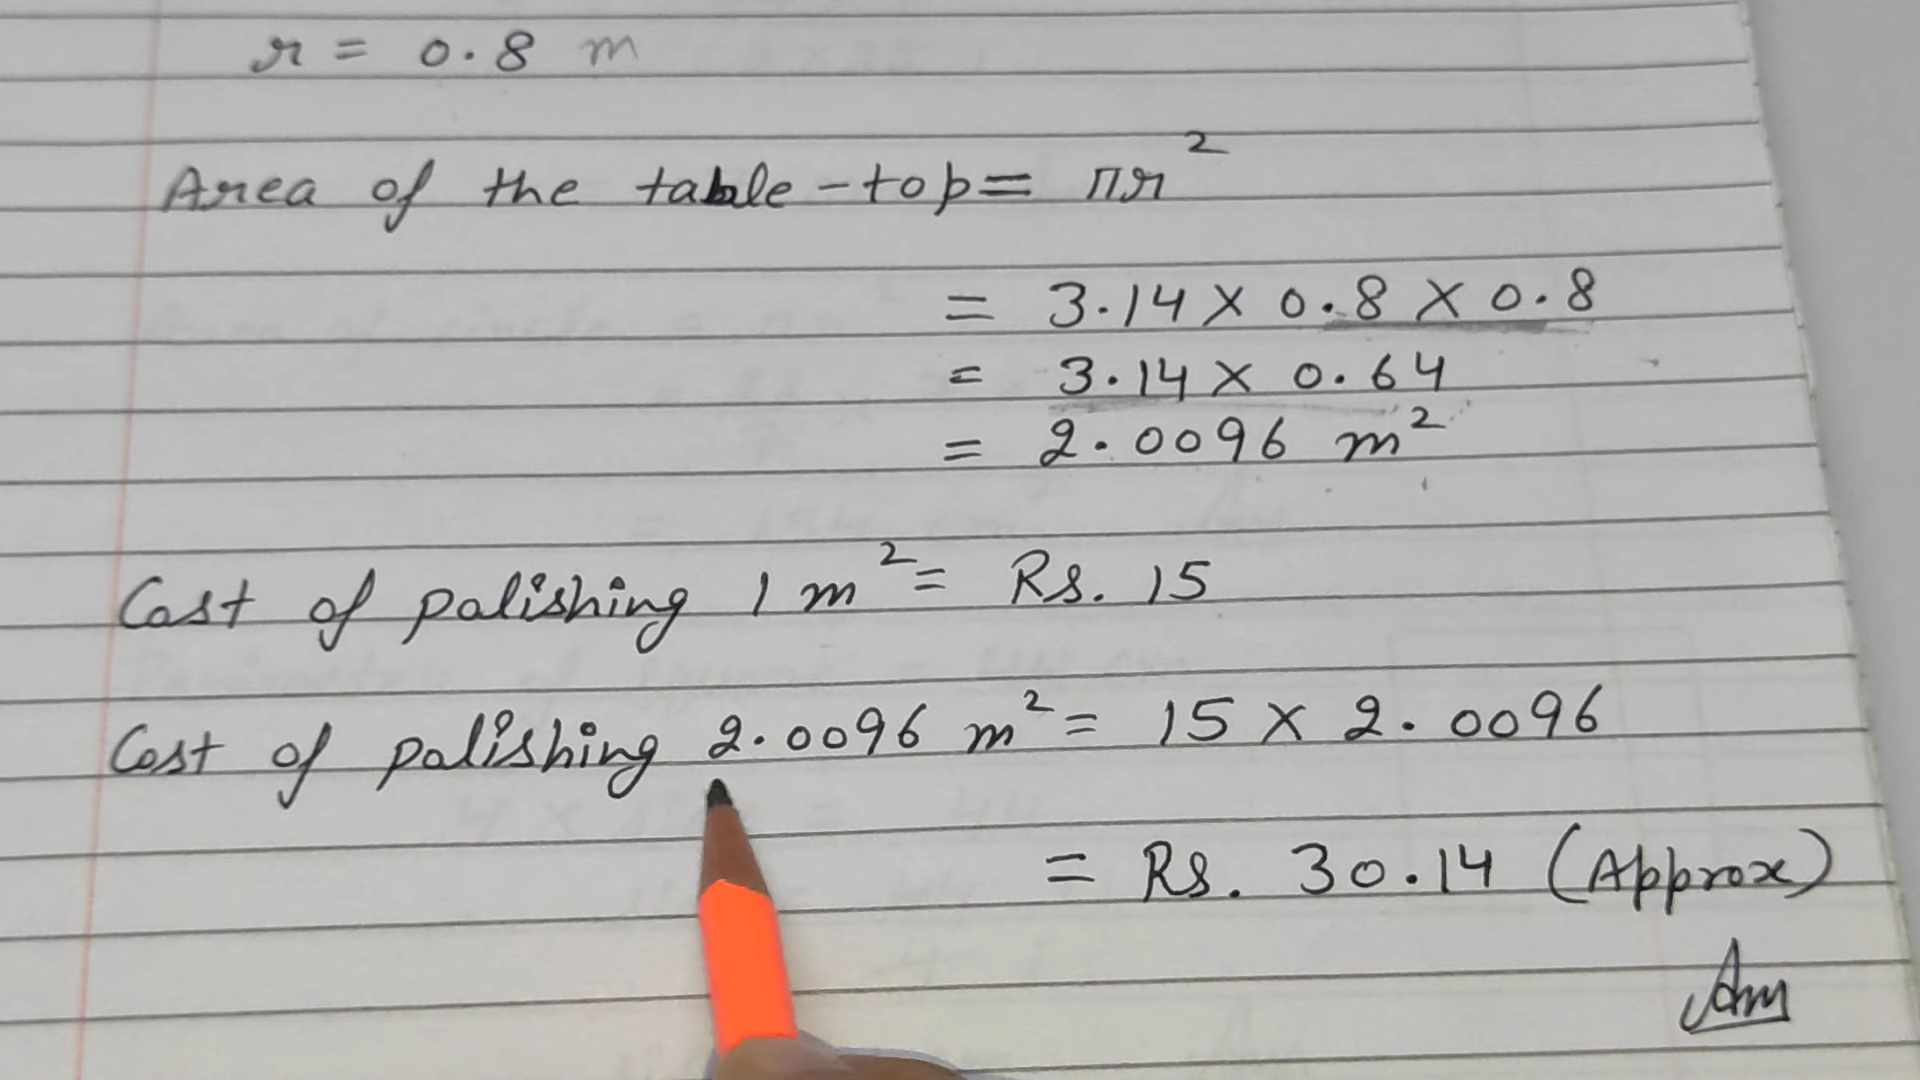 r = 0.8 m
Area of the table-top = πr²
= 3.14 × 0.8 × 0.8
= 3.14 × 0.64
= 2.0096 m²
Cost of polishing 1 m² = Rs. 15
Cost of polishing 2.0096 m² = 15 × 2.0096
= Rs. 30.14 (Approx)
Ans